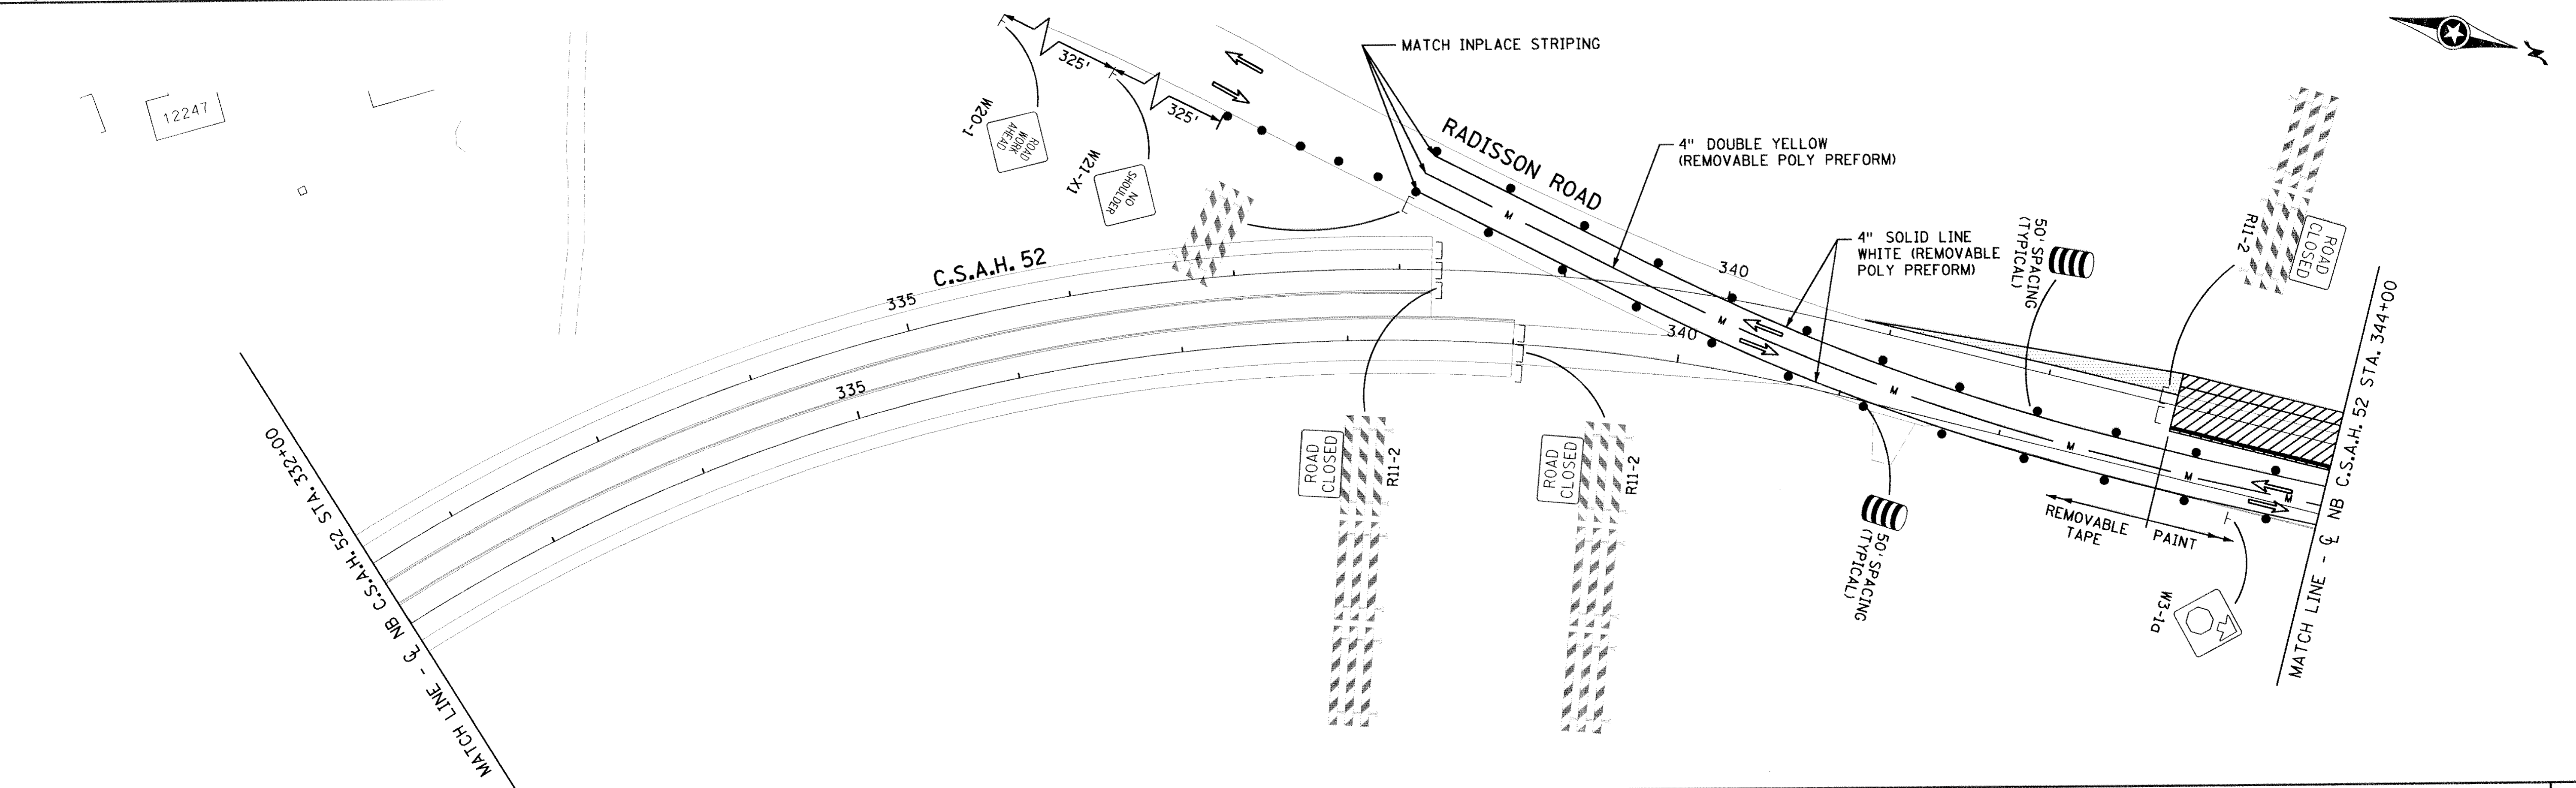 12247
325'
325'
W20-1
ROAD
WORK
AHEAD
W21-X1
NO
SHOULDER
MATCH INPLACE STRIPING
RADISSON ROAD
4" DOUBLE YELLOW
(REMOVABLE POLY PREFORM)
4" SOLID LINE
WHITE (REMOVABLE
POLY PREFORM)
50' SPACING
(TYPICAL)
R11-2
ROAD
CLOSED
N
C.S.A.H. 52
335
335
340
340
M
M
M
M
M
M
ROAD
CLOSED
R11-2
ROAD
CLOSED
R11-2
50' SPACING
(TYPICAL)
REMOVABLE
TAPE
PAINT
W3-1a
MATCH LINE - ℄ NB C.S.A.H. 52 STA. 332+00
MATCH LINE - ℄ NB C.S.A.H. 52 STA. 344+00